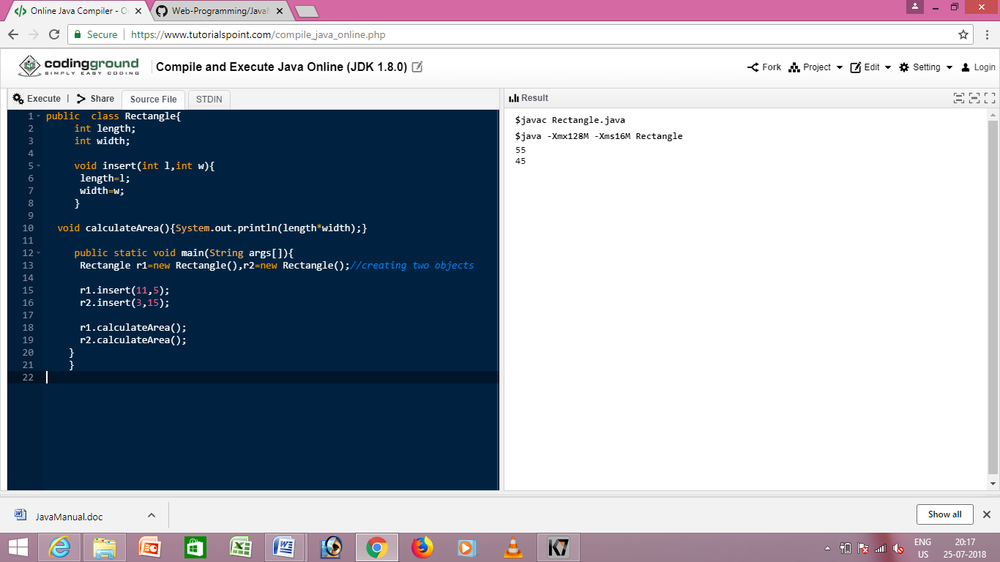 Online Java Compiler - O
Web-Programming/Java
Secure
https://www.tutorialspoint.com/compile_java_online.php
codingground
SIMPLY EASY CODING
Compile and Execute Java Online (JDK 1.8.0)
Fork
Project
Edit
Setting
Login
Execute | Share
Source File
STDIN
Result
1 public  class Rectangle{
2 int length;
3 int width;
4
5 void insert(int l,int w){
6 length=l;
7 width=w;
8 }
9
10 void calculateArea(){System.out.println(length*width);}
11
12 public static void main(String args[]){
13 Rectangle r1=new Rectangle(),r2=new Rectangle();//creating two objects
14
15 r1.insert(11,5);
16 r2.insert(3,15);
17
18 r1.calculateArea();
19 r2.calculateArea();
20 }
21 }
22
$javac Rectangle.java
$java -Xmx128M -Xms16M Rectangle
55
45
JavaManual.doc
Show all
ENG
US
20:17
25-07-2018